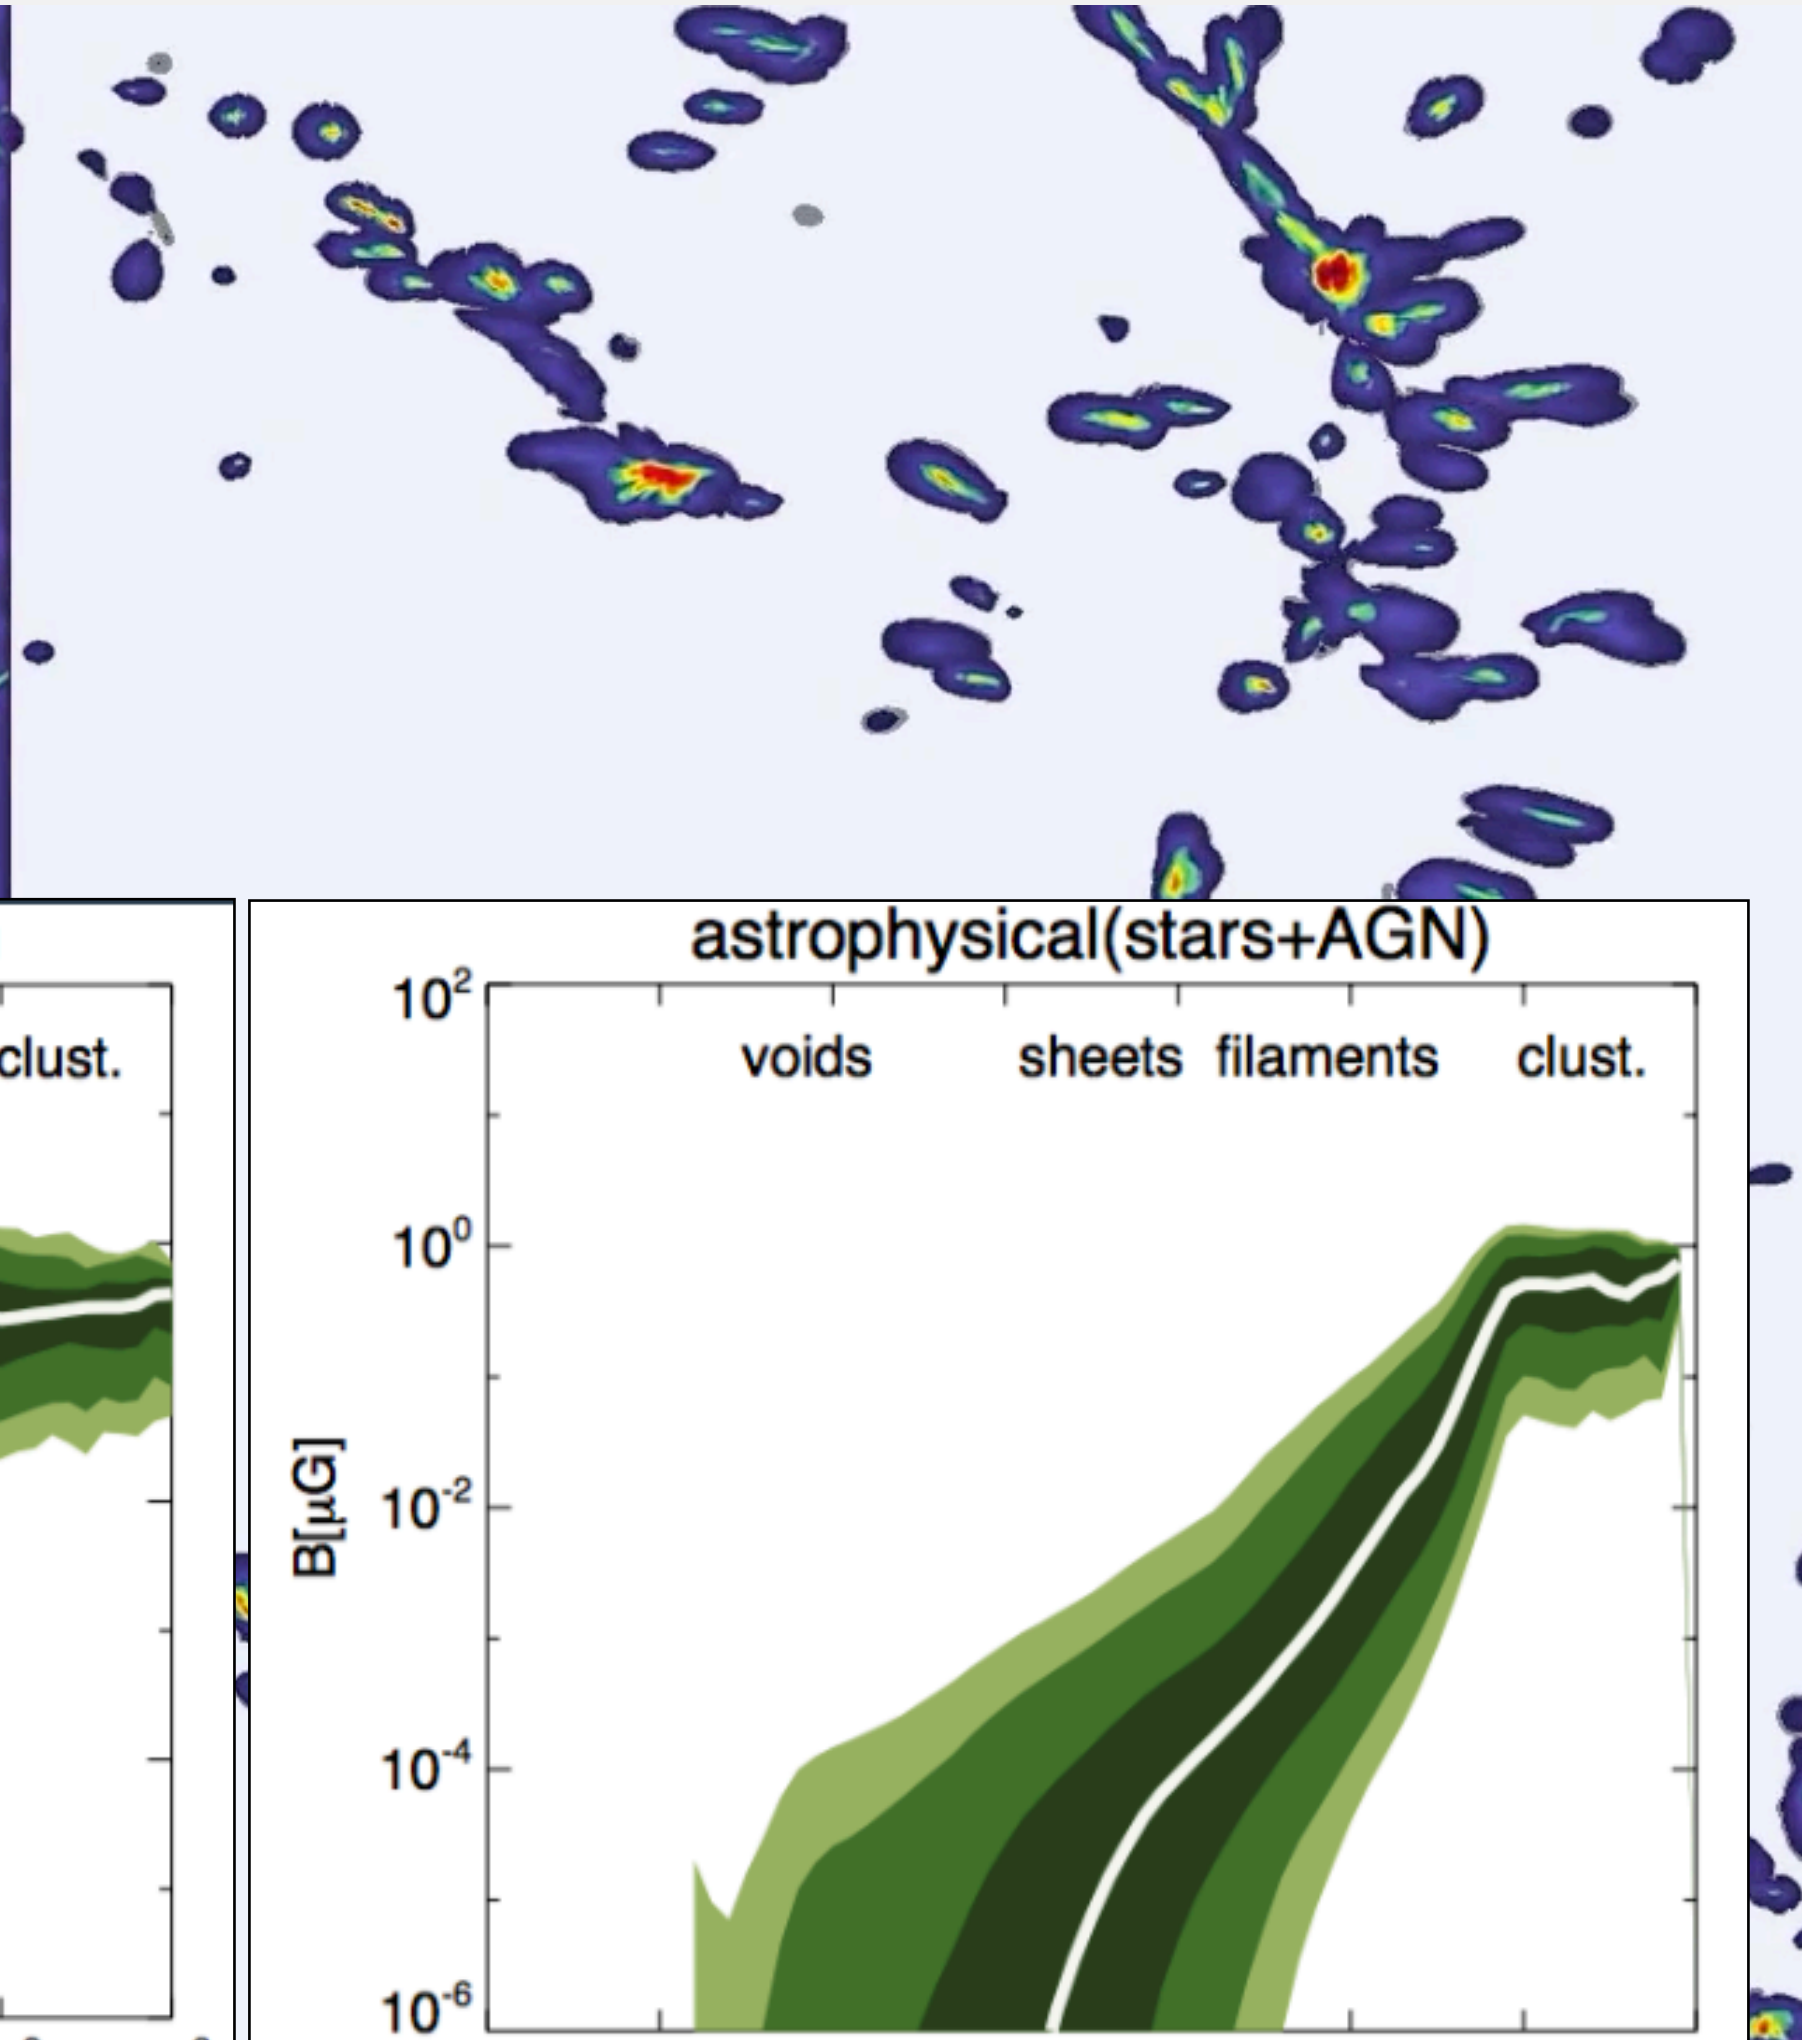 astrophysical(stars+AGN)
clust.
voids sheets filaments clust.
10²
10⁰
10⁻²
10⁻⁴
10⁻⁶
B[μG]